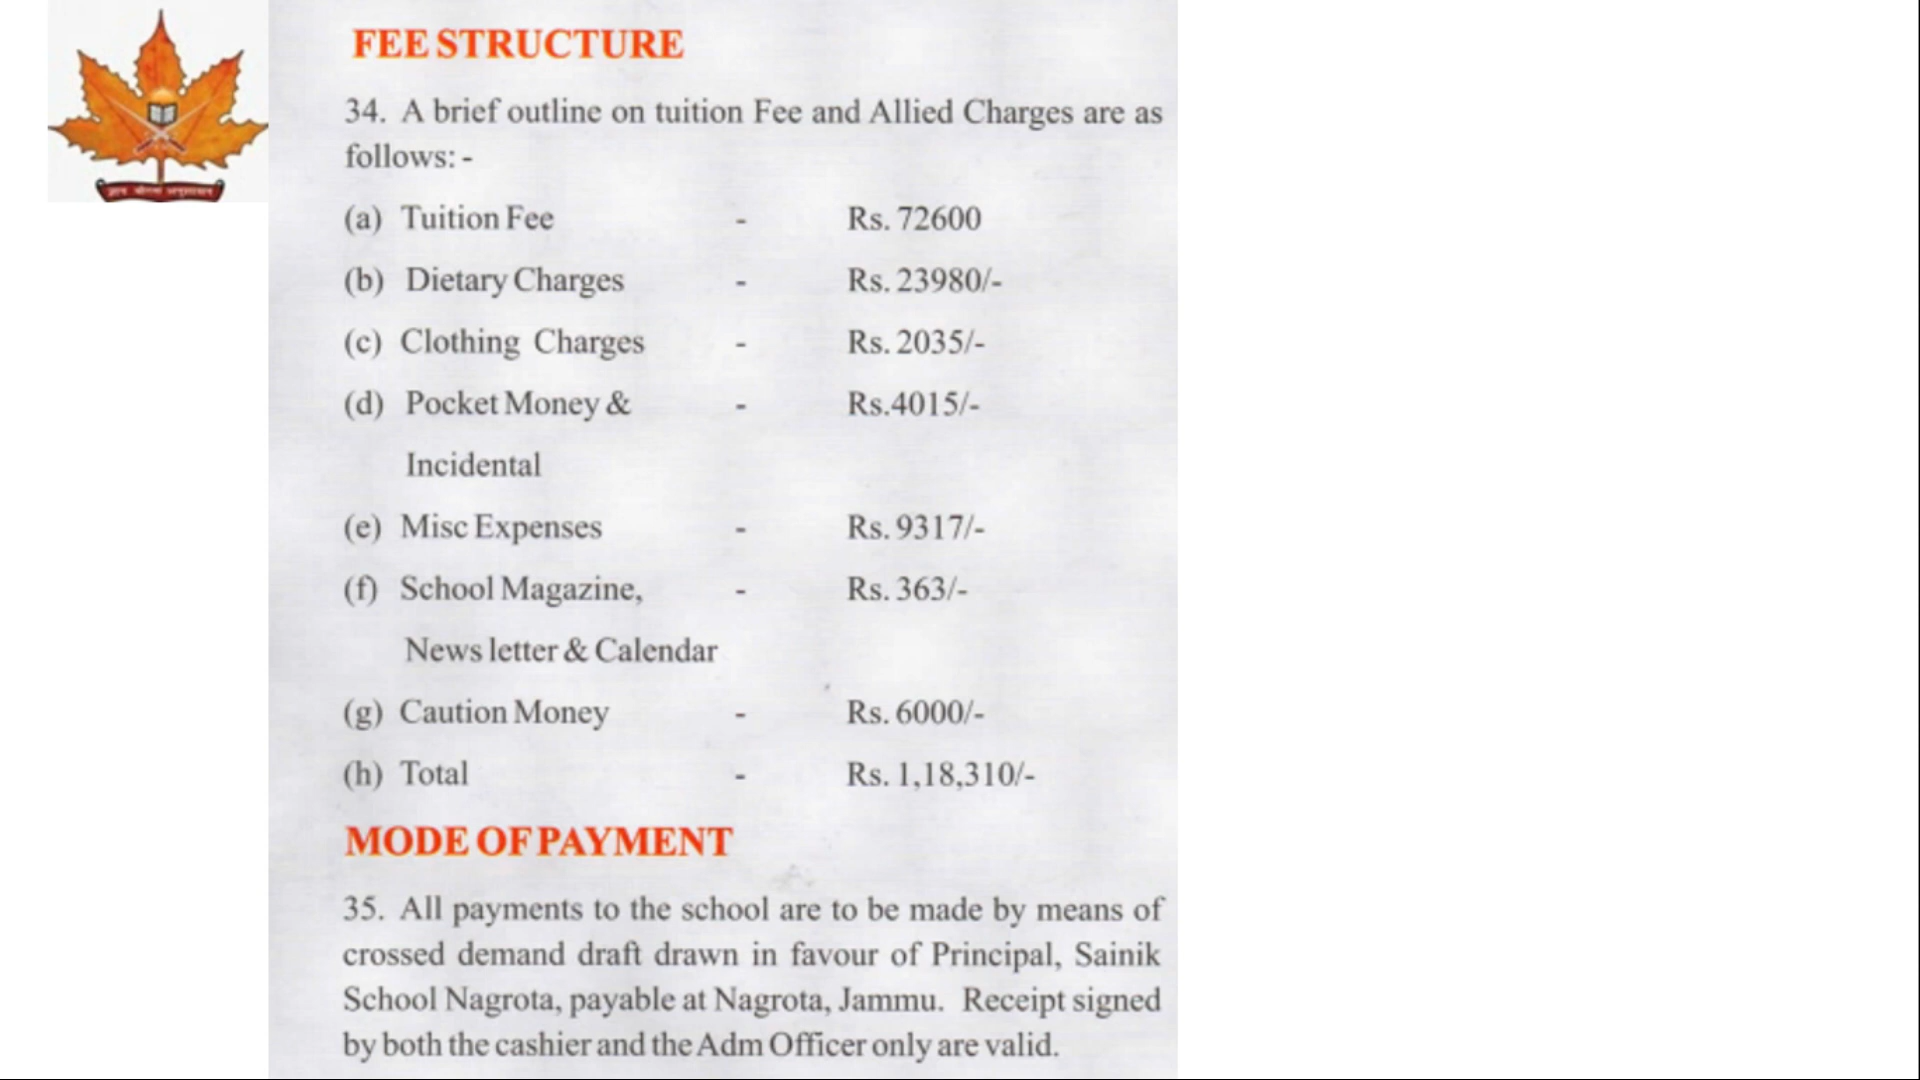 ज्ञान वीरता अनुशासन
FEE STRUCTURE
34. A brief outline on tuition Fee and Allied Charges are as
follows: -
(a) Tuition Fee - Rs. 72600
(b) Dietary Charges - Rs. 23980/-
(c) Clothing Charges - Rs. 2035/-
(d) Pocket Money & - Rs.4015/-
Incidental
(e) Misc Expenses - Rs. 9317/-
(f) School Magazine, - Rs. 363/-
News letter & Calendar
(g) Caution Money - Rs. 6000/-
(h) Total - Rs. 1,18,310/-
MODE OF PAYMENT
35. All payments to the school are to be made by means of
crossed demand draft drawn in favour of Principal, Sainik
School Nagrota, payable at Nagrota, Jammu. Receipt signed
by both the cashier and the Adm Officer only are valid.